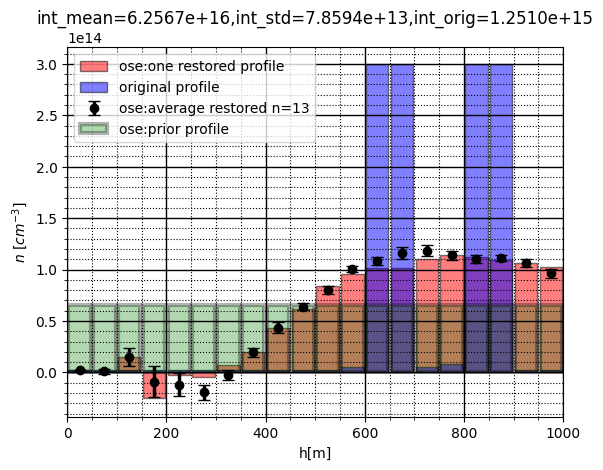 int_mean=6.2567e+16,int_std=7.8594e+13,int_orig=1.2510e+15
1e14
ose:one restored profile
original profile
ose:average restored n=13
ose:prior profile
3.0
2.5
2.0
1.5
1.0
0.5
0.0
n [cm⁻³]
0 200 400 600 800 1000
h[m]